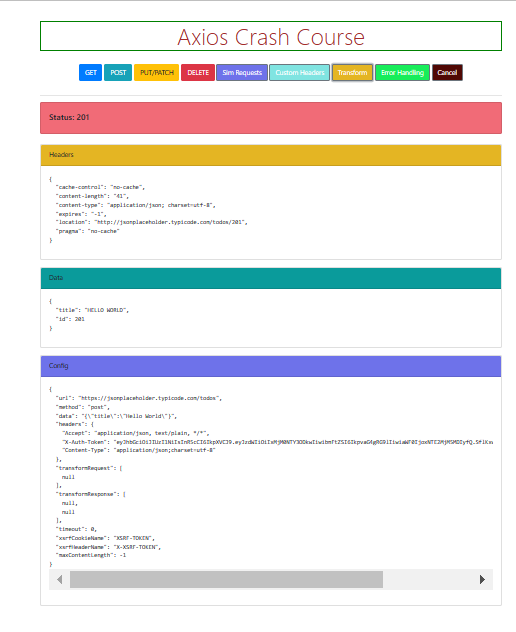 Axios Crash Course
GET POST PUT/PATCH DELETE Sim Requests Custom Headers Transform Error Handling Cancel
Status: 201
Headers
{
"cache-control": "no-cache",
"content-length": "41",
"content-type": "application/json; charset=utf-8",
"expires": "-1",
"location": "http://jsonplaceholder.typicode.com/todos/201",
"pragma": "no-cache"
}
Data
{
"title": "HELLO WORLD",
"id": 201
}
Config
{
"url": "https://jsonplaceholder.typicode.com/todos",
"method": "post",
"data": "{\"title\":\"Hello World\"}",
"headers": {
"Accept": "application/json, text/plain, */*",
"X-Auth-Token":
"Content-Type": "application/json;charset=utf-8"
},
"transformRequest": [
null
],
"transformResponse": [
null,
null
],
"timeout": 0,
"xsrfCookieName": "XSRF-TOKEN",
"xsrfHeaderName": "X-XSRF-TOKEN",
"maxContentLength": -1
}